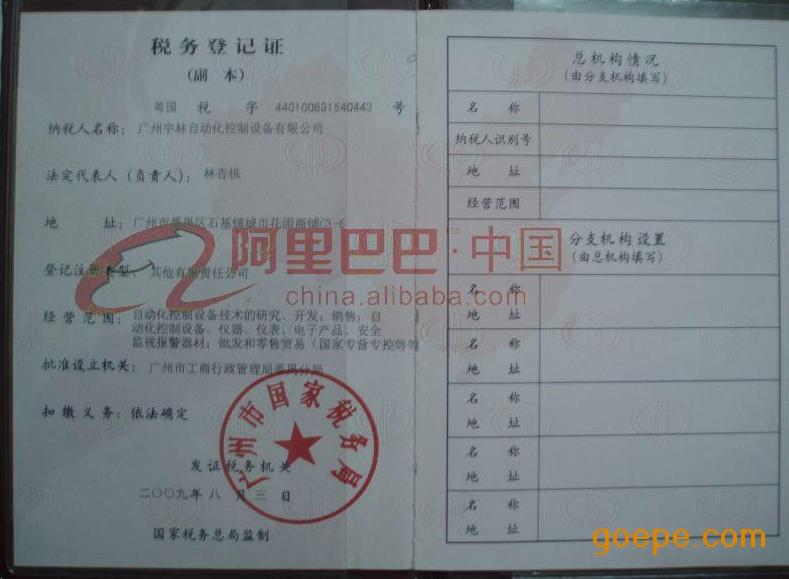 税务登记证
(副 本)
粤国 税 字 440100691540443 号
纳税人名称: 广州宇林自动化控制设备有限公司
法定代表人(负责人): 林杏桃
地 址: 广州市番禺区石基镇城市花园商铺C3-6
登记注册类型: 其他有限责任公司
经营范围: 自动化控制设备技术的研究、开发; 销售: 自
动化控制设备、仪器、仪表、电子产品、安全
监视报警器材; 批发和零售贸易(国家专营专控等等
批准设立机关: 广州市工商行政管理局番禺分局
扣缴义务: 依法确定
发证税务机关
二〇〇九年 八 月 三 日
国家税务总局监制
广州市国家税务局
阿里巴巴·中国
china.alibaba.com
总机构情况
(由分支机构填写)
名 称
纳税人识别号
地 址
经营范围
分支机构设置
(由总机构填写)
名 称
地 址
名 称
地 址
名 称
地 址
名 称
地 址
名 称
地 址
goepe.com